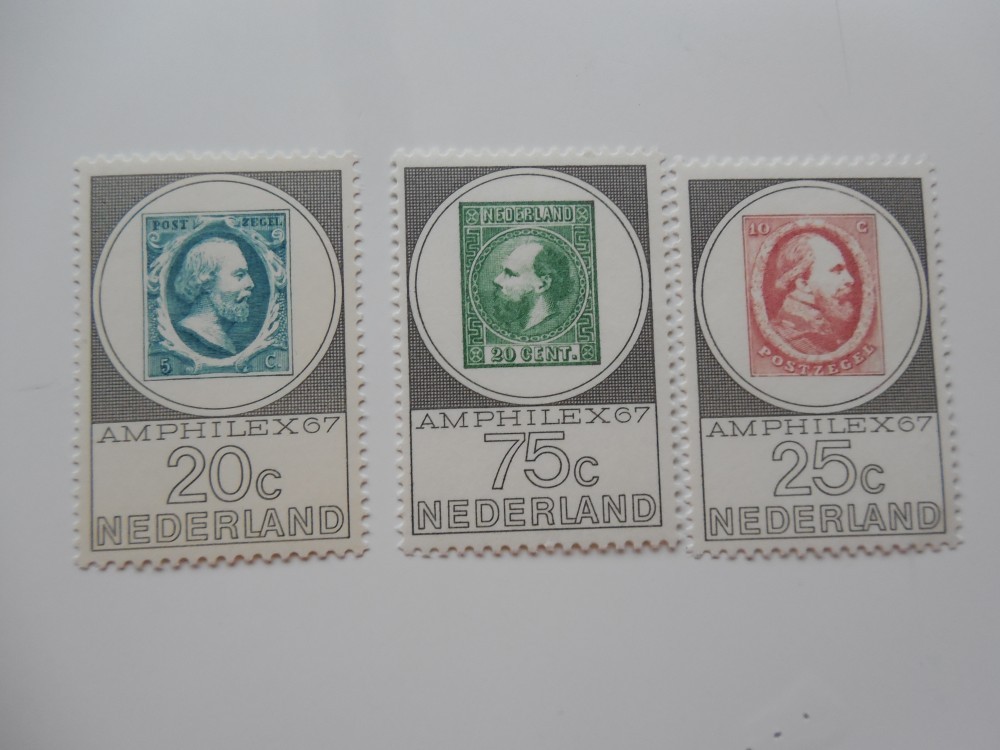 POST ZEGEL
5 C.
AMPHILEX67
20c
NEDERLAND
NEDERLAND
20 CENT.
AMPHILEX67
75c
NEDERLAND
10 C
POSTZEGEL
AMPHILEX67
25c
NEDERLAND